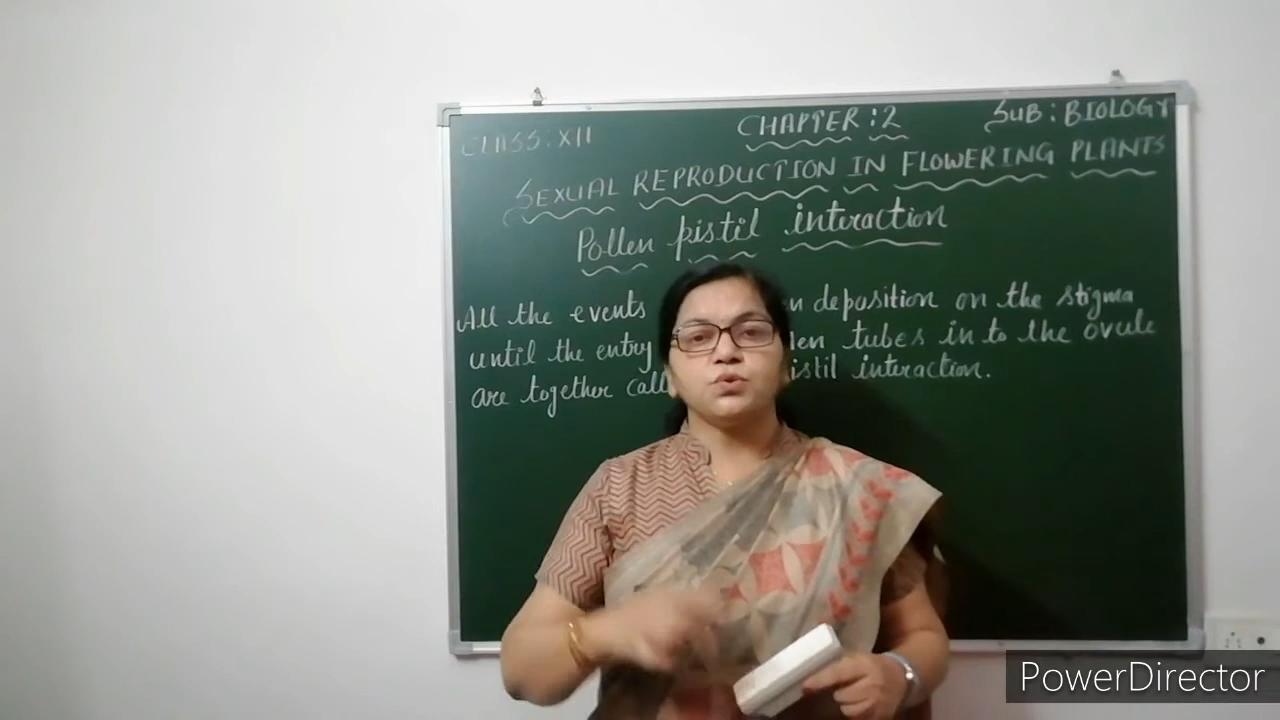 CLASS:XII
CHAPTER:2
SUB: BIOLOGY
SEXUAL REPRODUCTION IN FLOWERING PLANTS
Pollen pistil interaction
All the events deposition on the stigma
until the entry tubes in to the ovule
are together interaction.
PowerDirector